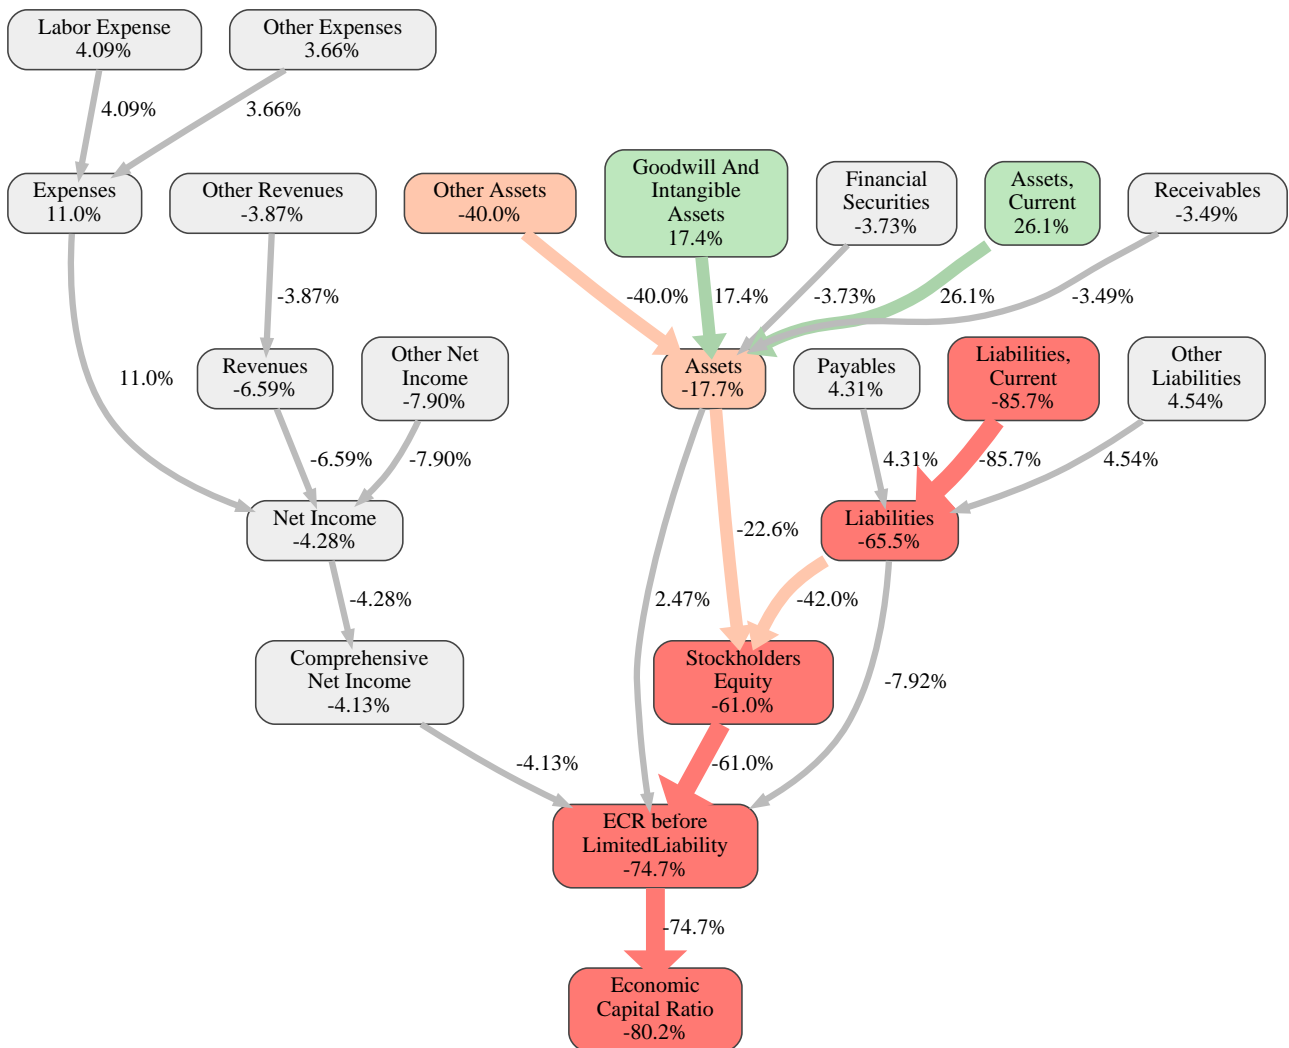 Labor Expense
4.09%
Other Expenses
3.66%
4.09%
3.66%
Expenses
11.0%
Other Revenues
-3.87%
Other Assets
-40.0%
Goodwill And
Intangible
Assets
17.4%
Financial
Securities
-3.73%
Assets,
Current
26.1%
Receivables
-3.49%
-3.87%
-40.0%
17.4%
-3.73%
26.1%
-3.49%
11.0%
Revenues
-6.59%
Other Net
Income
-7.90%
Assets
-17.7%
Payables
4.31%
Liabilities,
Current
-85.7%
Other
Liabilities
4.54%
-6.59%
-7.90%
4.31%
-85.7%
4.54%
Net Income
-4.28%
-22.6%
Liabilities
-65.5%
-4.28%
2.47%
-42.0%
Comprehensive
Net Income
-4.13%
Stockholders
Equity
-61.0%
-7.92%
-4.13%
-61.0%
ECR before
LimitedLiability
-74.7%
-74.7%
Economic
Capital Ratio
-80.2%